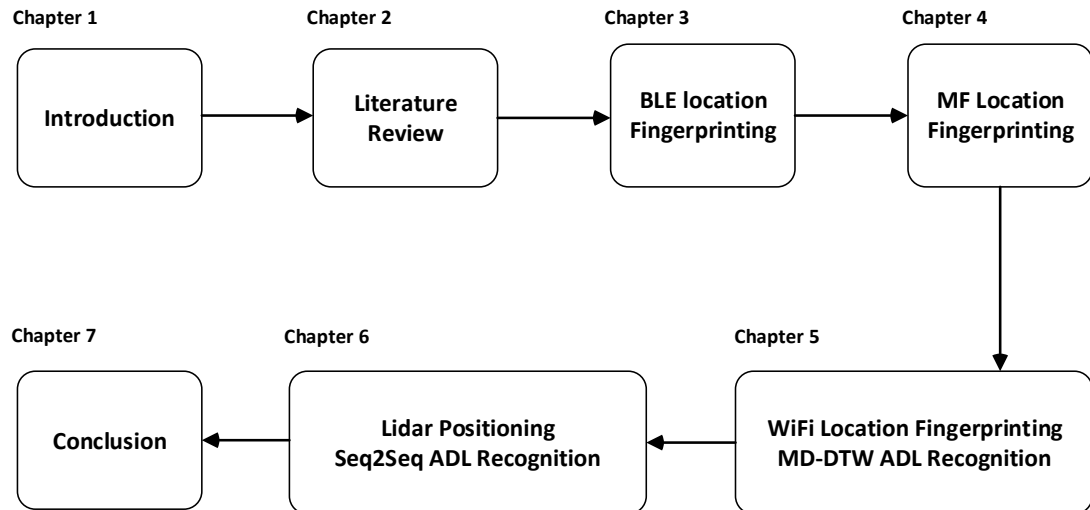 Chapter 1
Introduction
Chapter 2
Literature
Review
Chapter 3
BLE location
Fingerprinting
Chapter 4
MF Location
Fingerprinting
Chapter 5
WiFi Location Fingerprinting
MD-DTW ADL Recognition
Chapter 6
Lidar Positioning
Seq2Seq ADL Recognition
Chapter 7
Conclusion